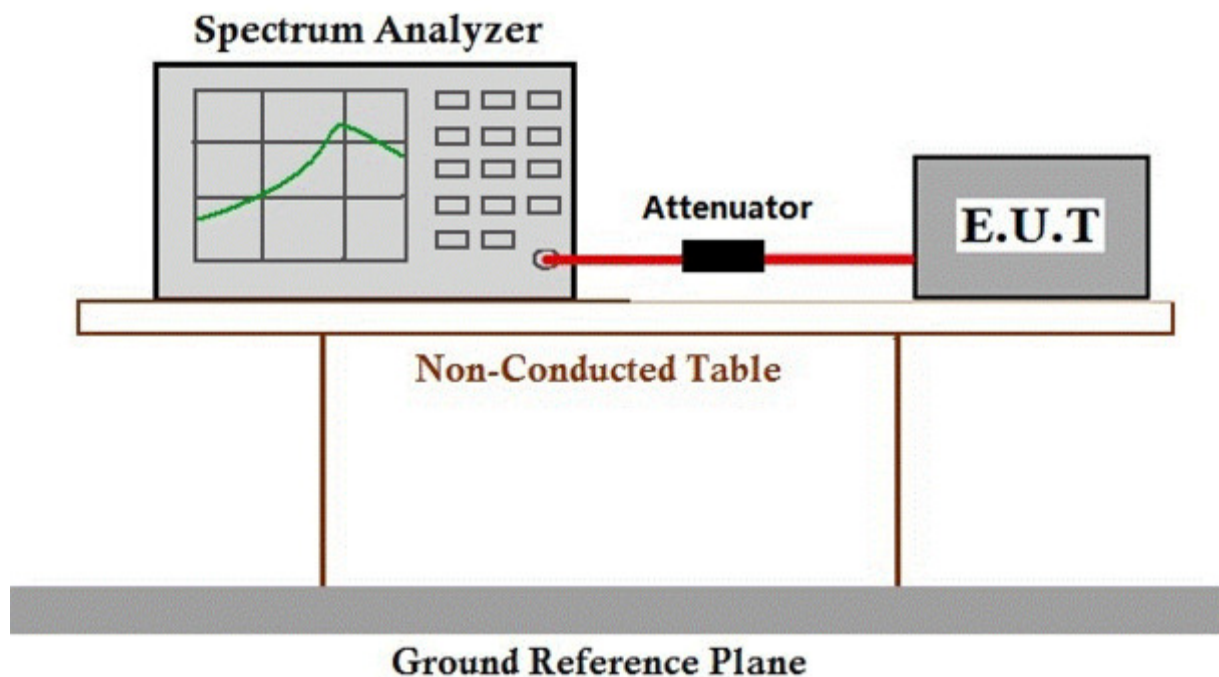 Spectrum Analyzer
Attenuator
E.U.T
Non-Conducted Table
Ground Reference Plane